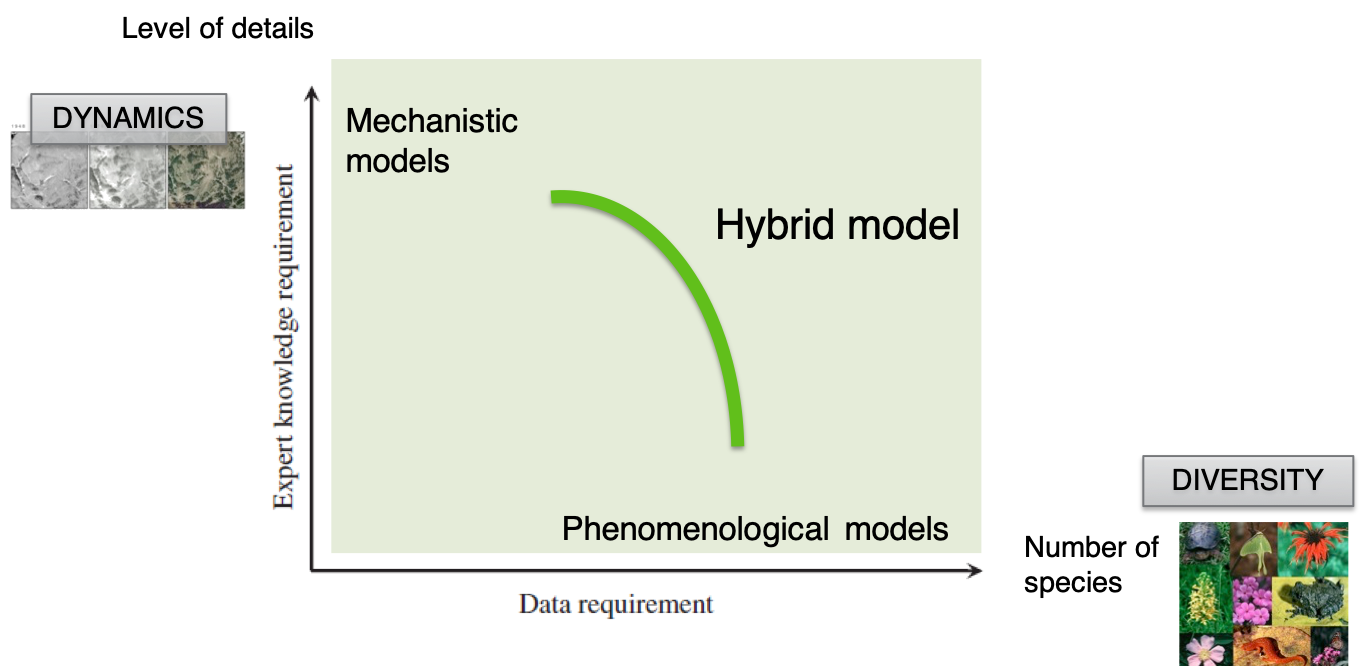 Level of details
DYNAMICS
1946
Mechanistic
models
Hybrid model
Expert knowledge requirement
Phenomenological models
Data requirement
DIVERSITY
Number of
species